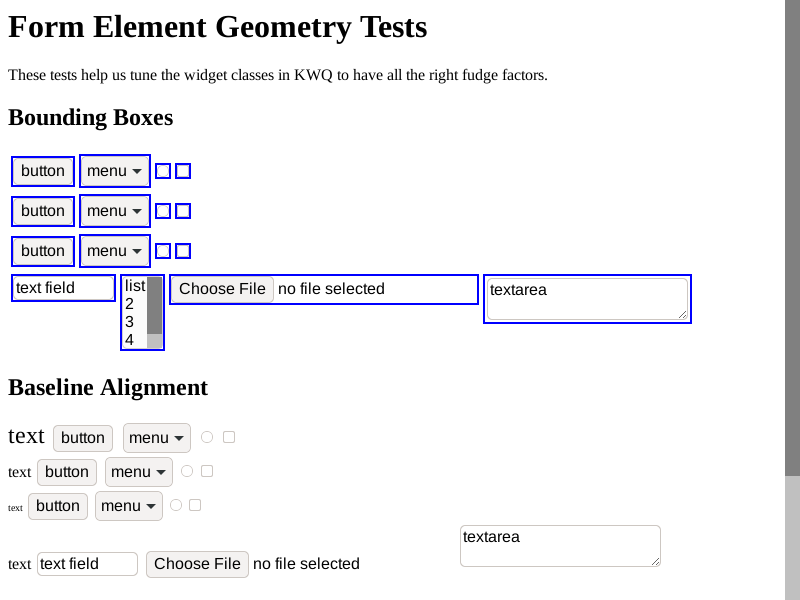 Form Element Geometry Tests
These tests help us tune the widget classes in KWQ to have all the right fudge factors.
Bounding Boxes
button menu
button menu
button menu
text field list Choose File no file selected textarea
2
3
4
Baseline Alignment
text button menu
text button menu
text button menu
textarea
text text field Choose File no file selected